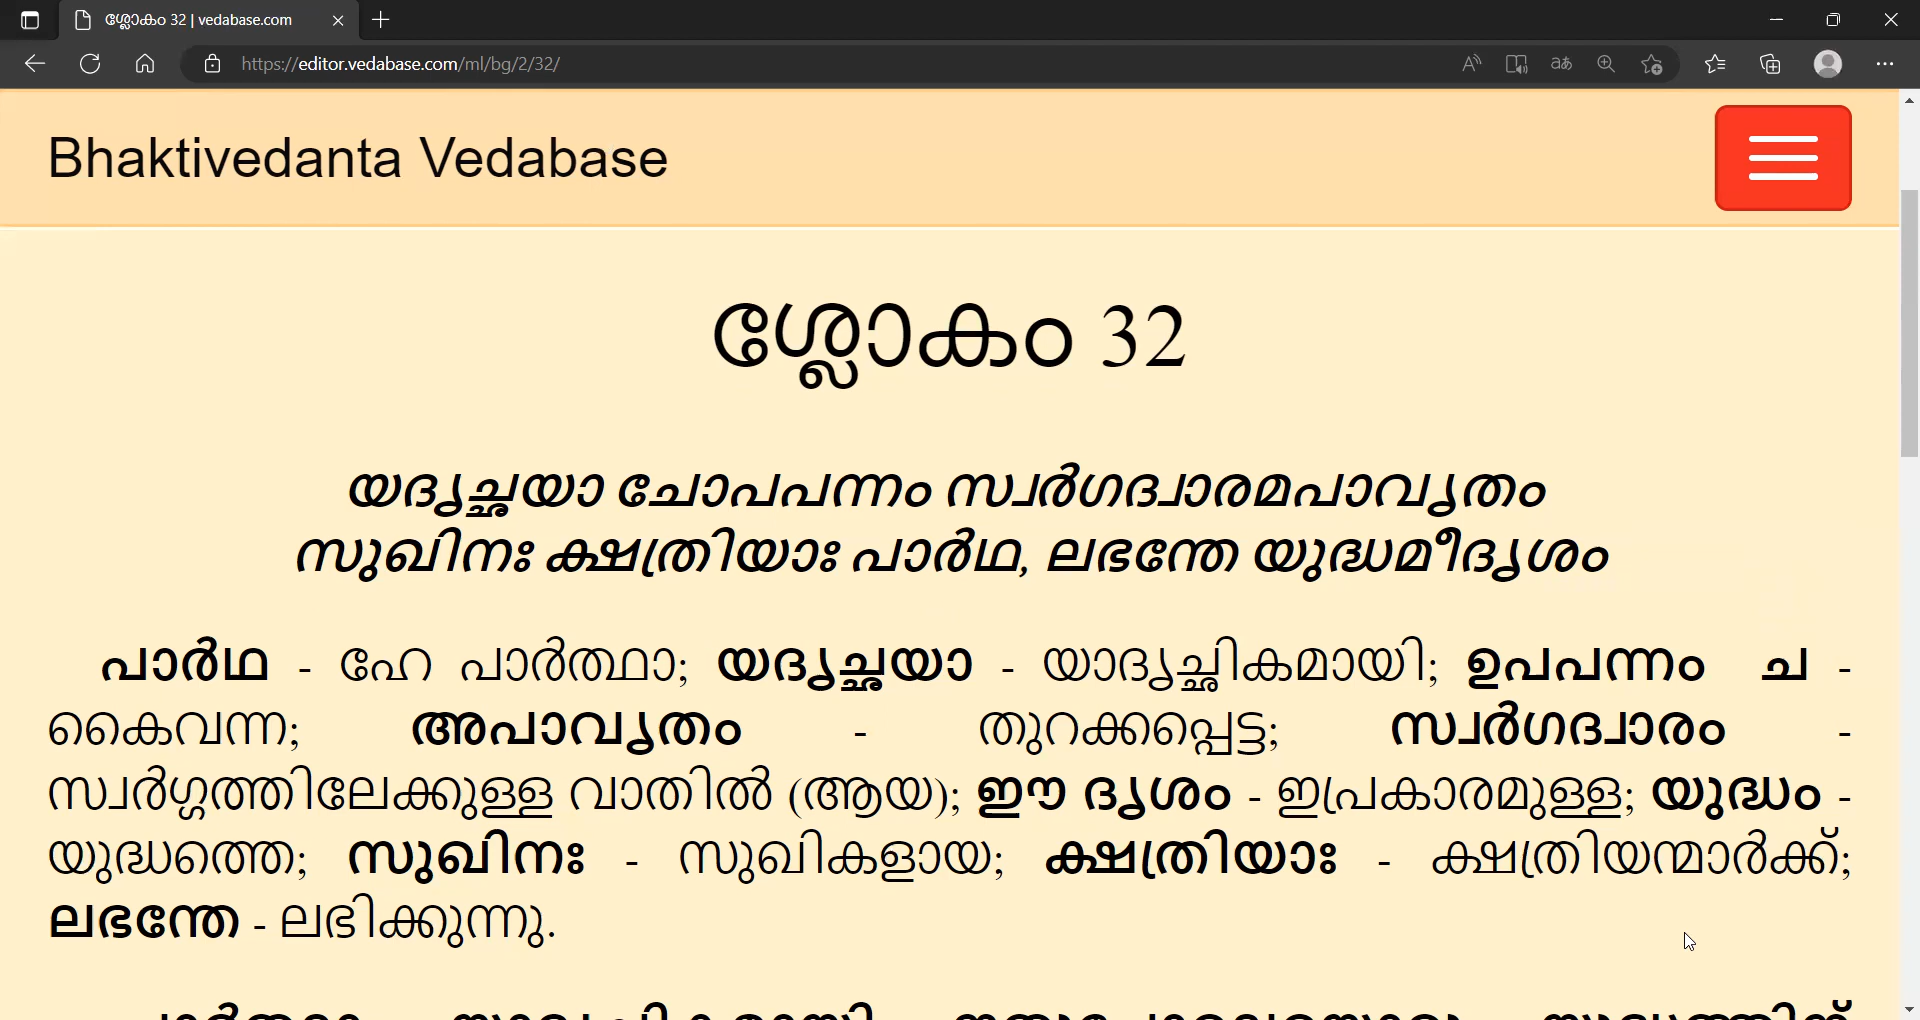 ശ്ലോകം 32 | vedabase.com
https://editor.vedabase.com/ml/bg/2/32/
Bhaktivedanta Vedabase
ശ്ലോകം 32
യദൃച്ഛയാ ചോപപന്നം സ്വർഗദ്വാരമപാവൃതം
സുഖിനഃ ക്ഷത്രിയാഃ പാർഥ, ലഭന്തേ യുദ്ധമീദൃശം
പാർഥ - ഹേ പാർത്ഥാ; യദൃച്ഛയാ - യാദൃച്ഛികമായി; ഉപപന്നം ച -
കൈവന്ന; അപാവൃതം - തുറക്കപ്പെട്ട; സ്വർഗദ്വാരം -
സ്വർഗ്ഗത്തിലേക്കുള്ള വാതിൽ (ആയ); ഈ ദൃശം - ഇപ്രകാരമുള്ള; യുദ്ധം -
യുദ്ധത്തെ; സുഖിനഃ - സുഖികളായ; ക്ഷത്രിയാഃ - ക്ഷത്രിയന്മാർക്ക്;
ലഭന്തേ - ലഭിക്കുന്നു.